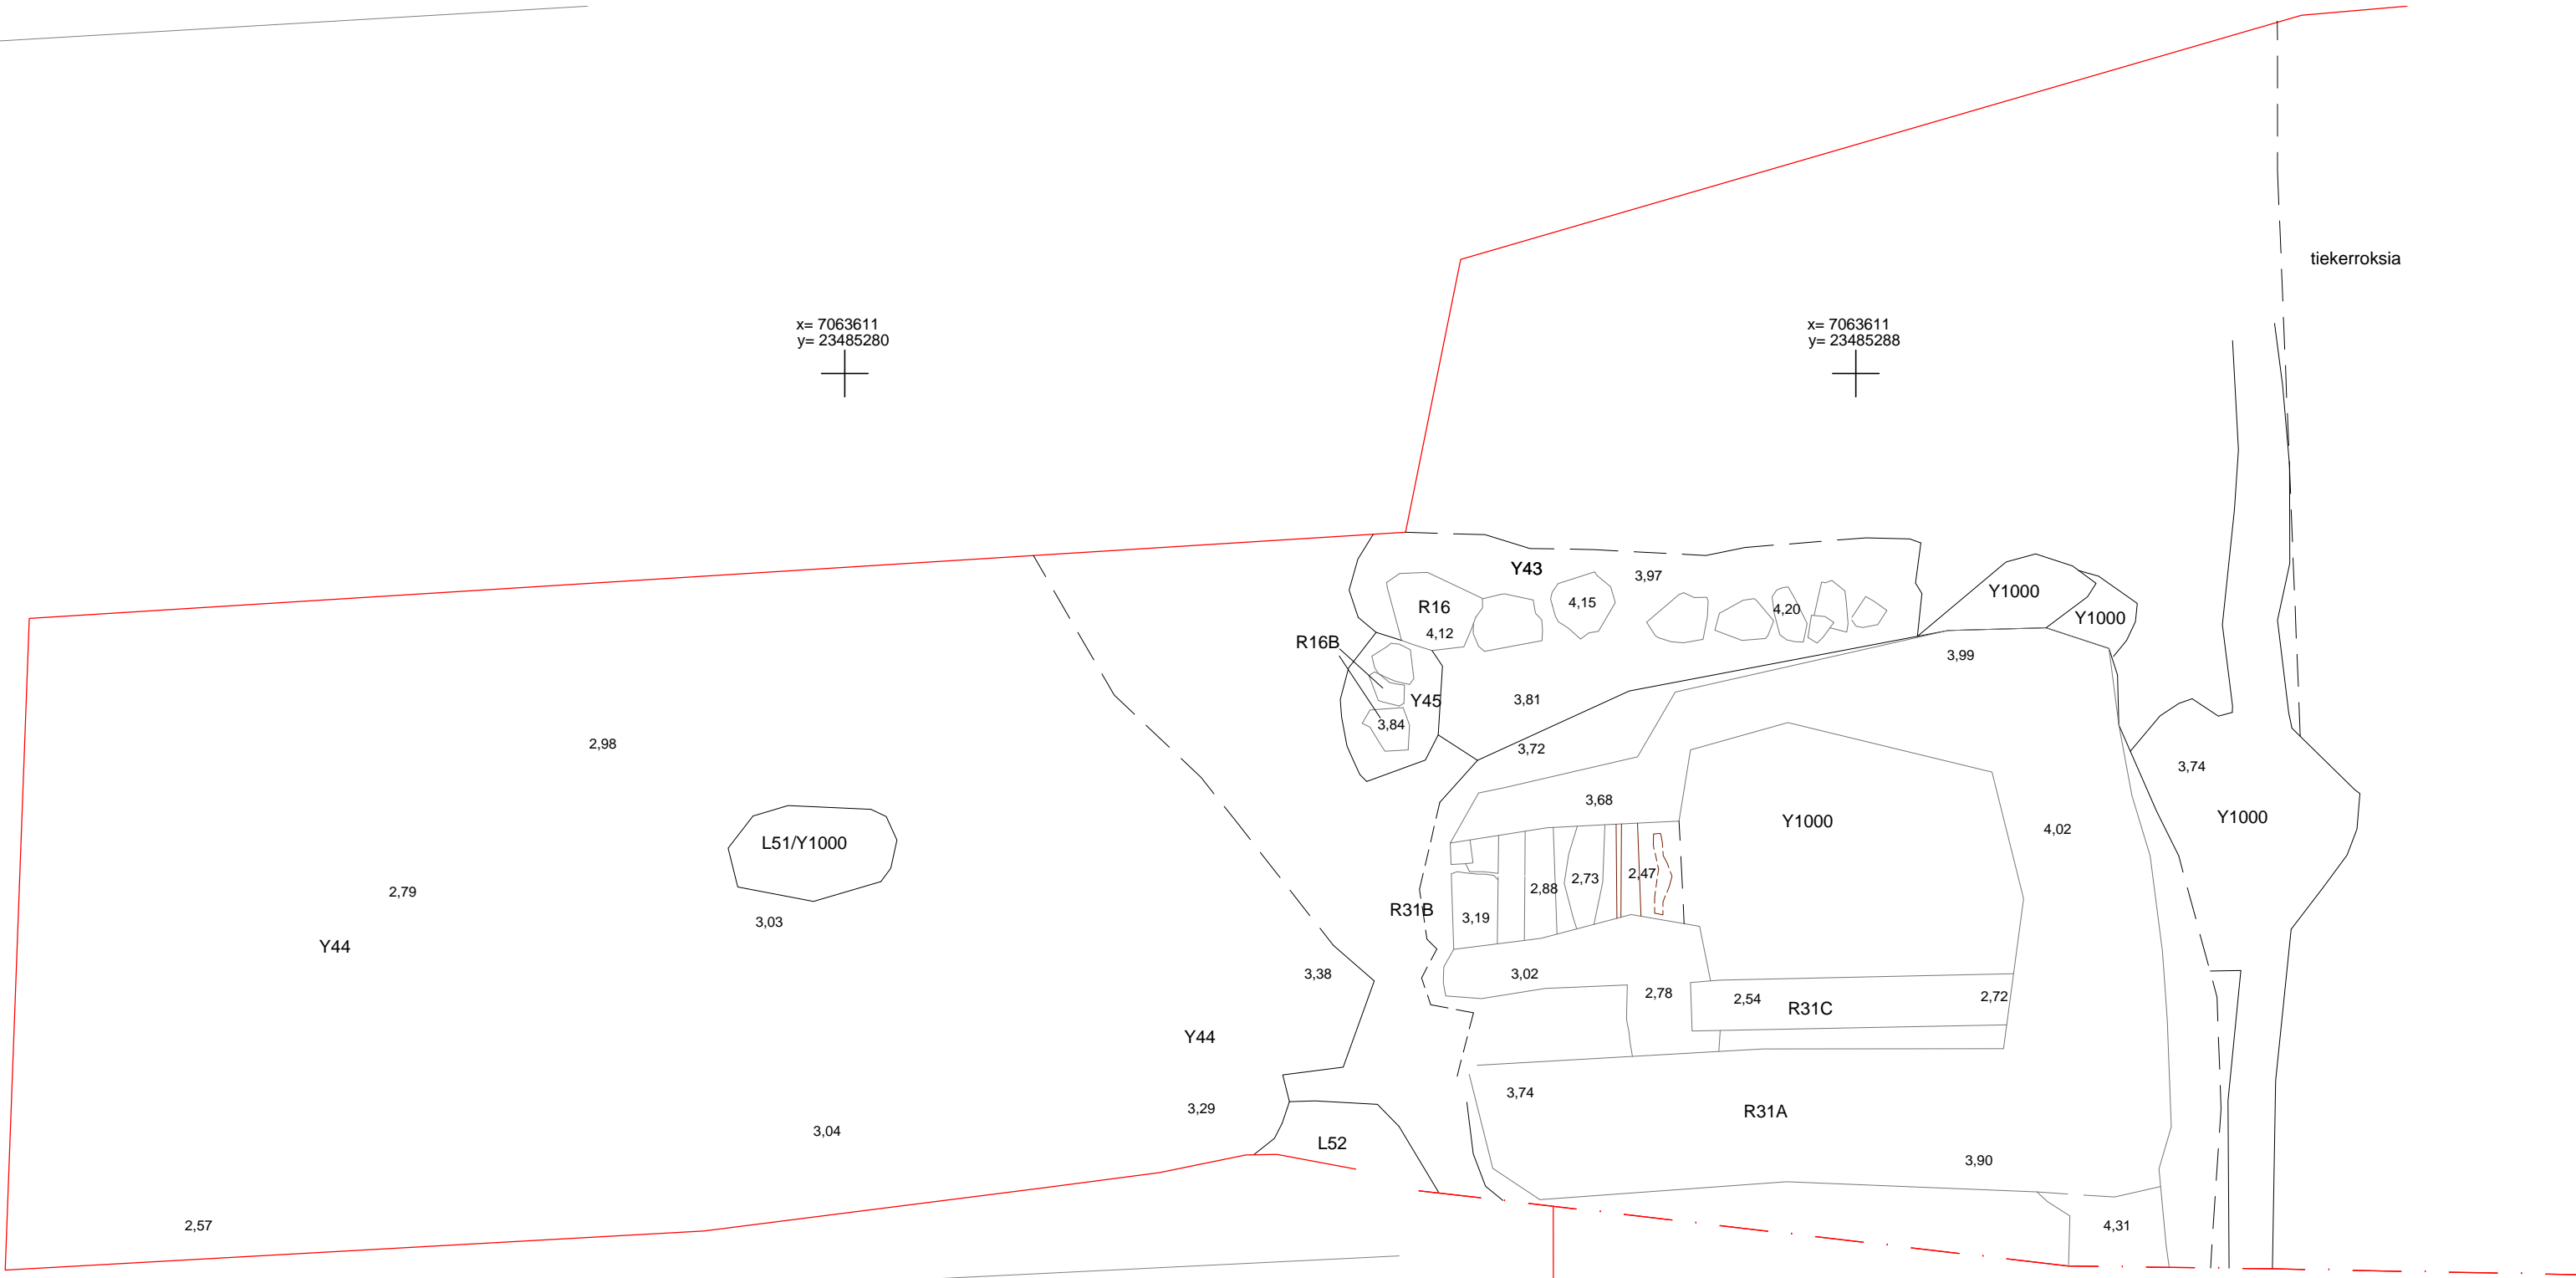 tiekerroksia
x= 7063611
y= 23485280
x= 7063611
y= 23485288
Y43
3,97
R16
4,15
4,20
4,12
Y1000
Y1000
R16B
3,99
Y45
3,81
3,84
3,72
2,98
3,74
3,68
Y1000
Y1000
4,02
L51/Y1000
2,79
3,03
2,88
2,73
2,47
R31B
3,19
Y44
3,38
3,02
2,78
2,54
2,72
R31C
Y44
3,74
R31A
3,29
3,04
L52
3,90
2,57
4,31